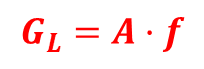 G_L = A · f